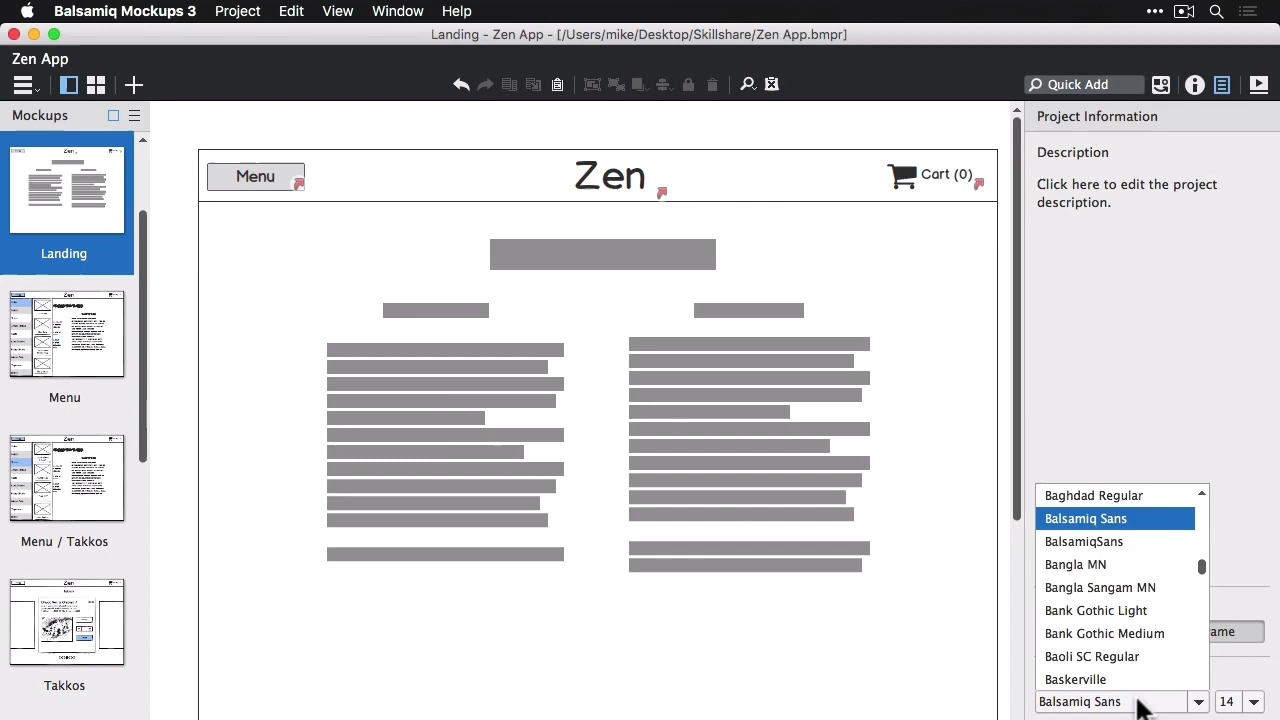 Balsamiq Mockups 3 Project Edit View Window Help
Landing - Zen App - [/Users/mike/Desktop/Skillshare/Zen App.bmpr]
Zen App
Quick Add
Mockups
Landing
Menu
Menu / Takkos
Takkos
Menu
Zen
Cart (0)
Project Information
Description
Click here to edit the project
description.
Baghdad Regular
Balsamiq Sans
BalsamiqSans
Bangla MN
Bangla Sangam MN
Bank Gothic Light
Bank Gothic Medium
Baoli SC Regular
Baskerville
ame
Balsamiq Sans 14